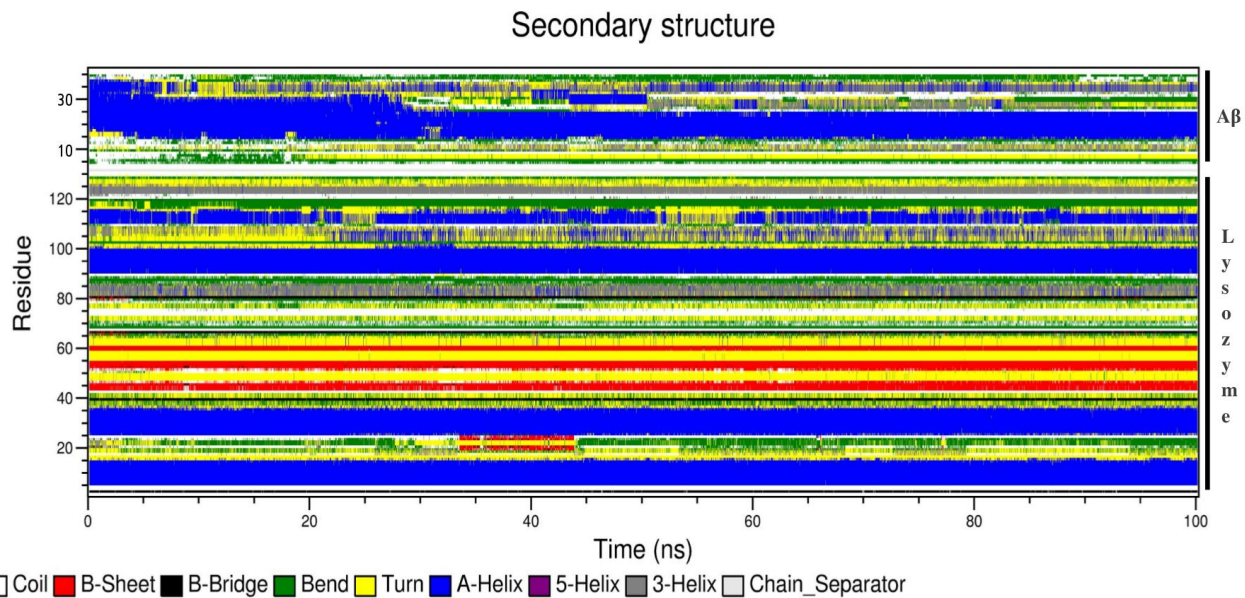 Secondary structure
30
10
120
100
80
60
40
20
Residue
Aβ
L
y
s
o
z
y
m
e
0 20 40 60 80 100
Time (ns)
Coil B-Sheet B-Bridge Bend Turn A-Helix 5-Helix 3-Helix Chain_Separator